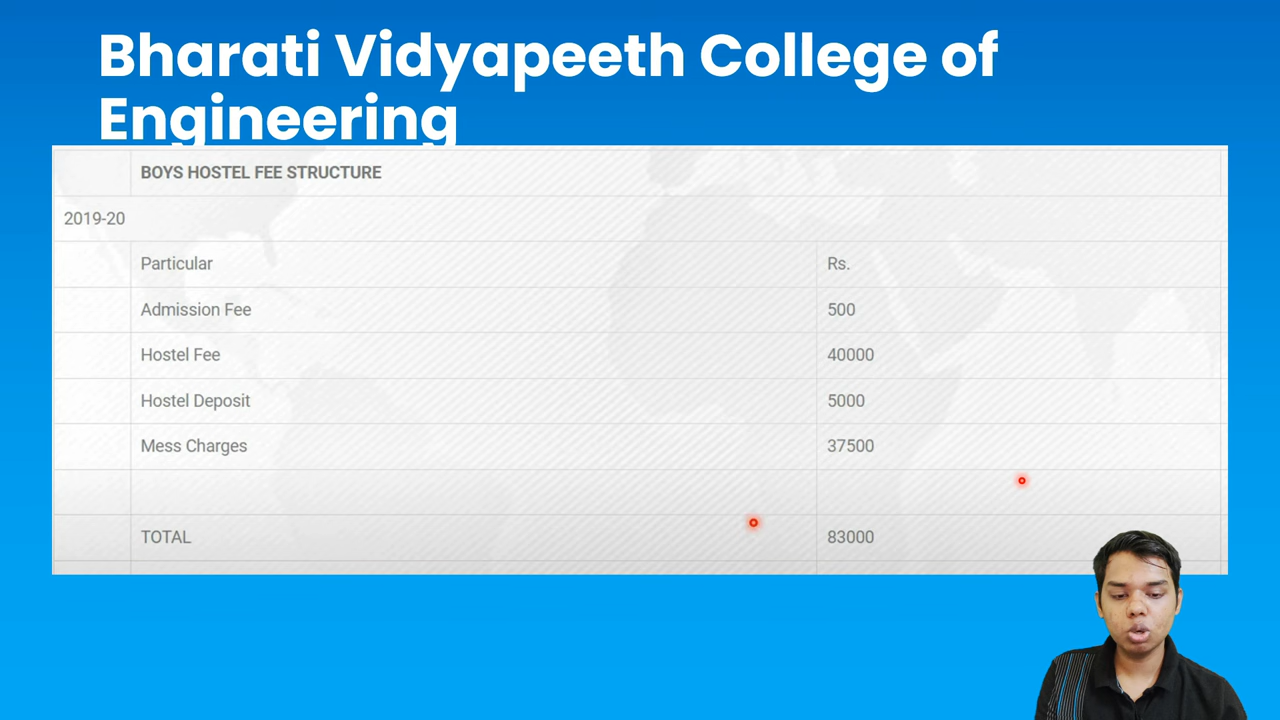 Bharati Vidyapeeth College of
Engineering
BOYS HOSTEL FEE STRUCTURE
2019-20
Particular Rs.
Admission Fee 500
Hostel Fee 40000
Hostel Deposit 5000
Mess Charges 37500
TOTAL 83000